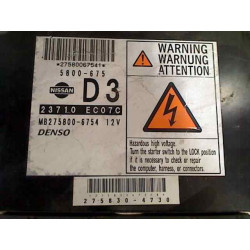 *27580067541*
5800-675
NISSAN
D3
23710 EC07C
MB275800-6754 12V
DENSO
WARNING
WARNUNG
ATTENTION
Hazardous high voltage.
Turn the starter switch to the LOCK position
if it is necessary to check or repair
the computer, harness, or connectors.
275830-4730